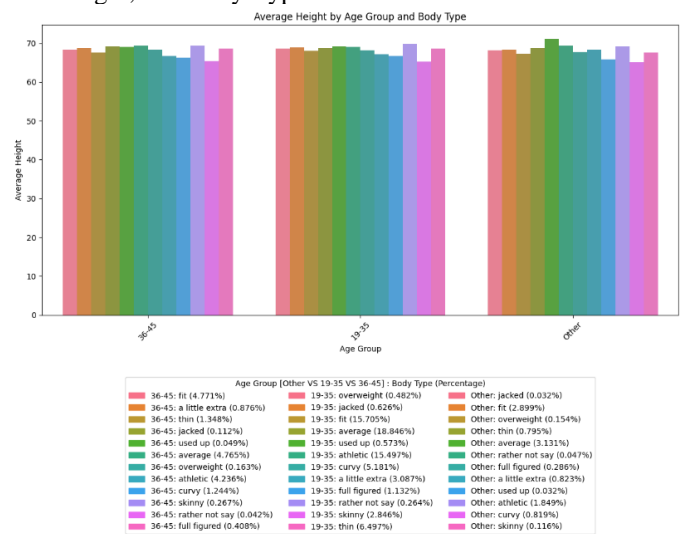 Average Height by Age Group and Body Type
70
60
50
40
30
20
10
0
Average Height
36-45
19-35
Other
Age Group
Age Group [Other VS 19-35 VS 36-45] : Body Type (Percentage)
36-45: fit (4.771%) 19-35: overweight (0.482%) Other: jacked (0.032%)
36-45: a little extra (0.876%) 19-35: jacked (0.626%) Other: fit (2.899%)
36-45: thin (1.348%) 19-35: fit (15.705%) Other: overweight (0.154%)
36-45: jacked (0.112%) 19-35: average (18.846%) Other: thin (0.795%)
36-45: used up (0.049%) 19-35: used up (0.573%) Other: average (3.131%)
36-45: average (4.765%) 19-35: athletic (15.497%) Other: rather not say (0.047%)
36-45: overweight (0.163%) 19-35: curvy (5.181%) Other: full figured (0.286%)
36-45: athletic (4.236%) 19-35: a little extra (3.087%) Other: a little extra (0.823%)
36-45: curvy (1.244%) 19-35: full figured (1.132%) Other: used up (0.032%)
36-45: skinny (0.267%) 19-35: rather not say (0.264%) Other: athletic (1.849%)
36-45: rather not say (0.042%) 19-35: skinny (2.846%) Other: curvy (0.819%)
36-45: full figured (0.408%) 19-35: thin (6.497%) Other: skinny (0.116%)